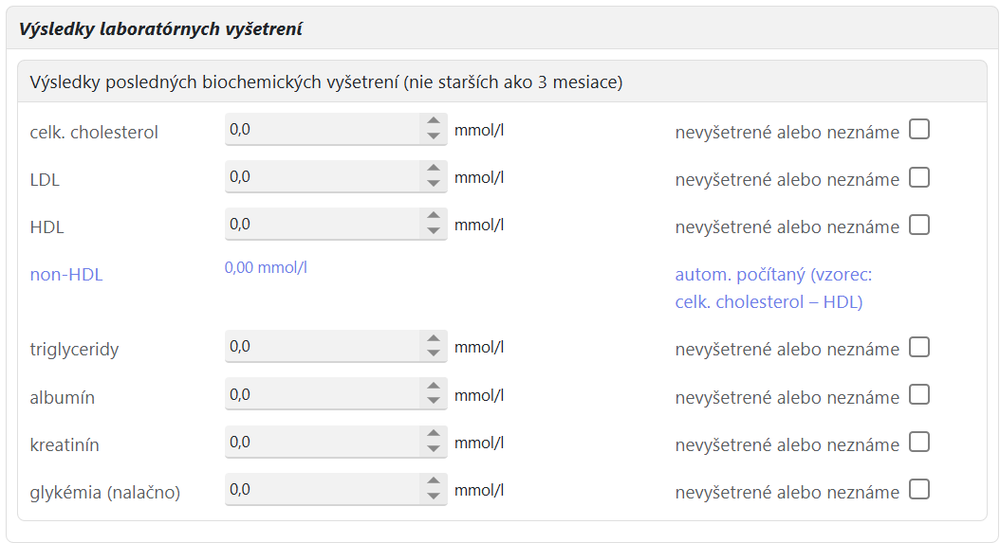 Výsledky laboratórnych vyšetrení
Výsledky posledných biochemických vyšetrení (nie starších ako 3 mesiace)
celk. cholesterol 0,0 mmol/l nevyšetrené alebo neznáme
LDL 0,0 mmol/l nevyšetrené alebo neznáme
HDL 0,0 mmol/l nevyšetrené alebo neznáme
non-HDL 0,00 mmol/l autom. počítaný (vzorec:
celk. cholesterol – HDL)
triglyceridy 0,0 mmol/l nevyšetrené alebo neznáme
albumín 0,0 mmol/l nevyšetrené alebo neznáme
kreatinín 0,0 mmol/l nevyšetrené alebo neznáme
glykémia (nalačno) 0,0 mmol/l nevyšetrené alebo neznáme